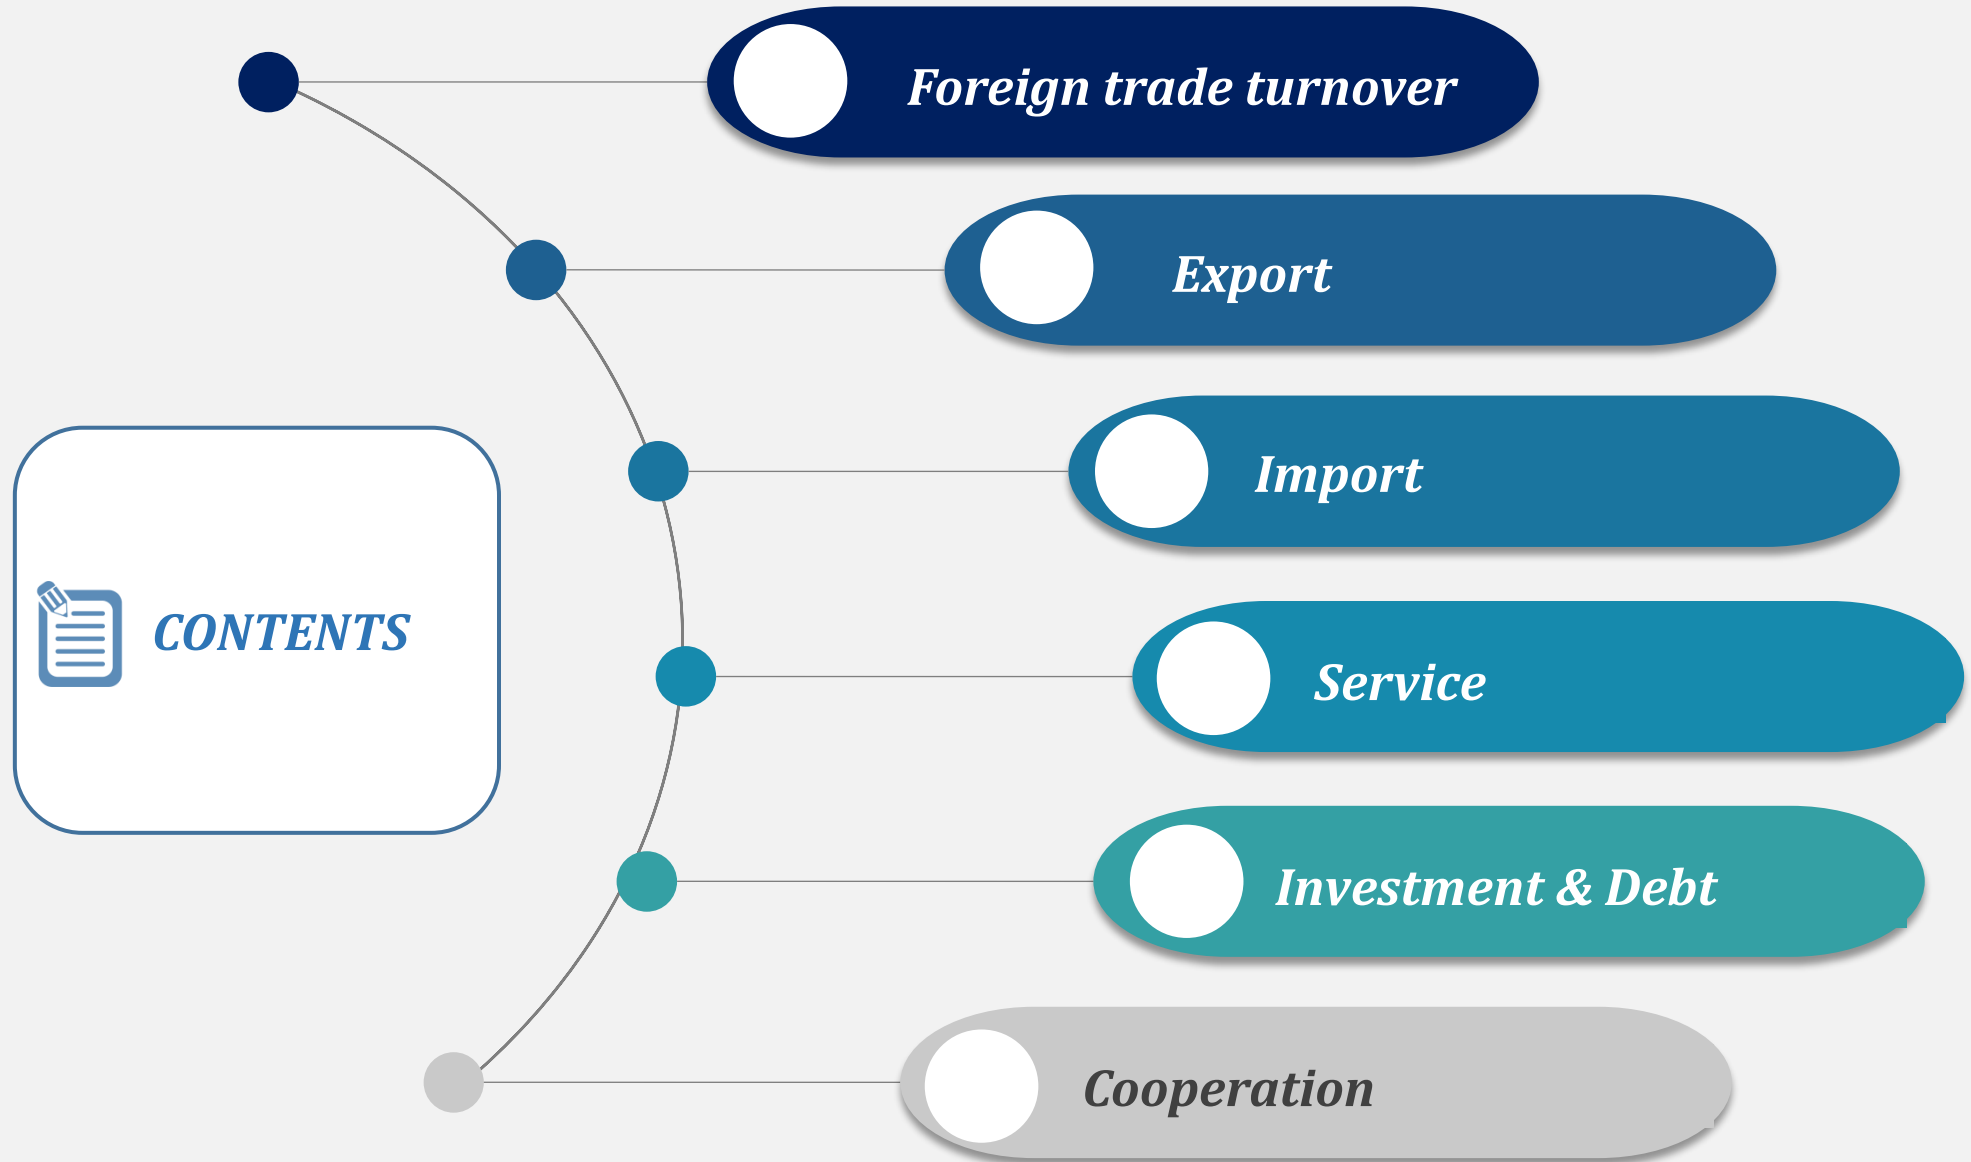 Foreign trade turnover
Export
Import
CONTENTS
Service
Investment & Debt
Cooperation